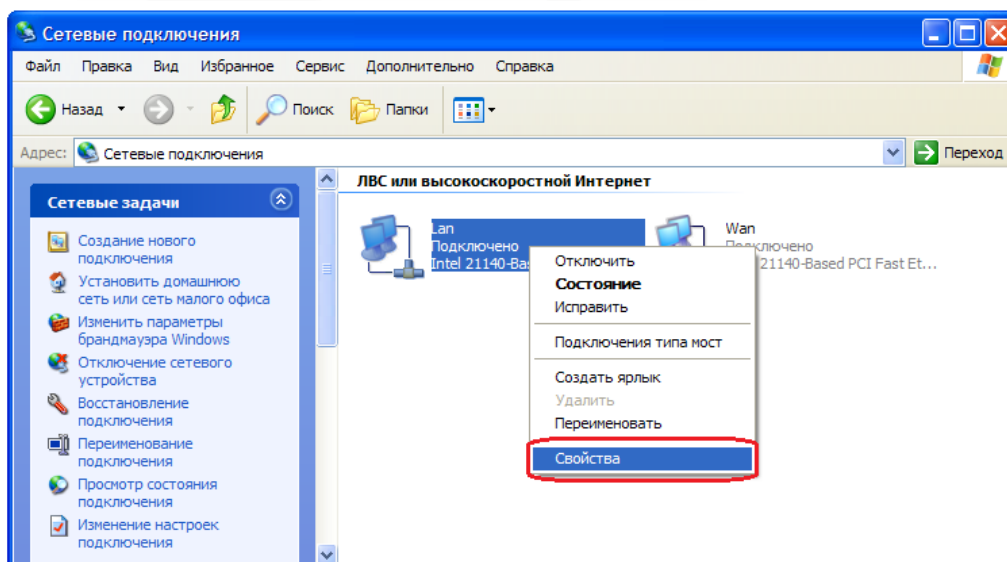 Сетевые подключения
Файл Правка Вид Избранное Сервис Дополнительно Справка
Назад Поиск Папки
Адрес: Сетевые подключения Переход
Сетевые задачи
Создание нового
подключения
Установить домашнюю
сеть или сеть малого офиса
Изменить параметры
брандмауэра Windows
Отключение сетевого
устройства
Восстановление
подключения
Переименование
подключения
Просмотр состояния
подключения
Изменение настроек
подключения
ЛВС или высокоскоростной Интернет
Lan
Подключено
Intel 21140-Bas
Wan
Подключено
21140-Based PCI Fast Et...
Отключить
Состояние
Исправить
Подключения типа мост
Создать ярлык
Удалить
Переименовать
Свойства